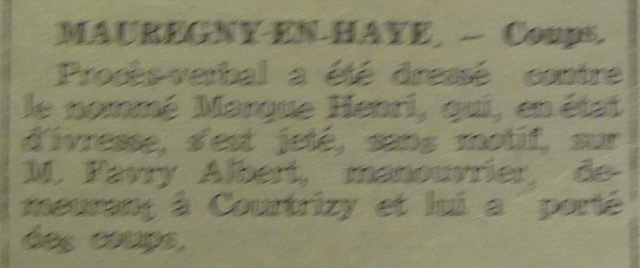 MAUREGNY-EN-HAYE. — Coups.
Procès-verbal a été dressé contre
le nommé Marque Henri, qui, en état
d'ivresse, s'est jeté, sans motif, sur
M. Favry Albert, manouvrier, de-
meurant à Courtrizy et lui a porté
des coups.